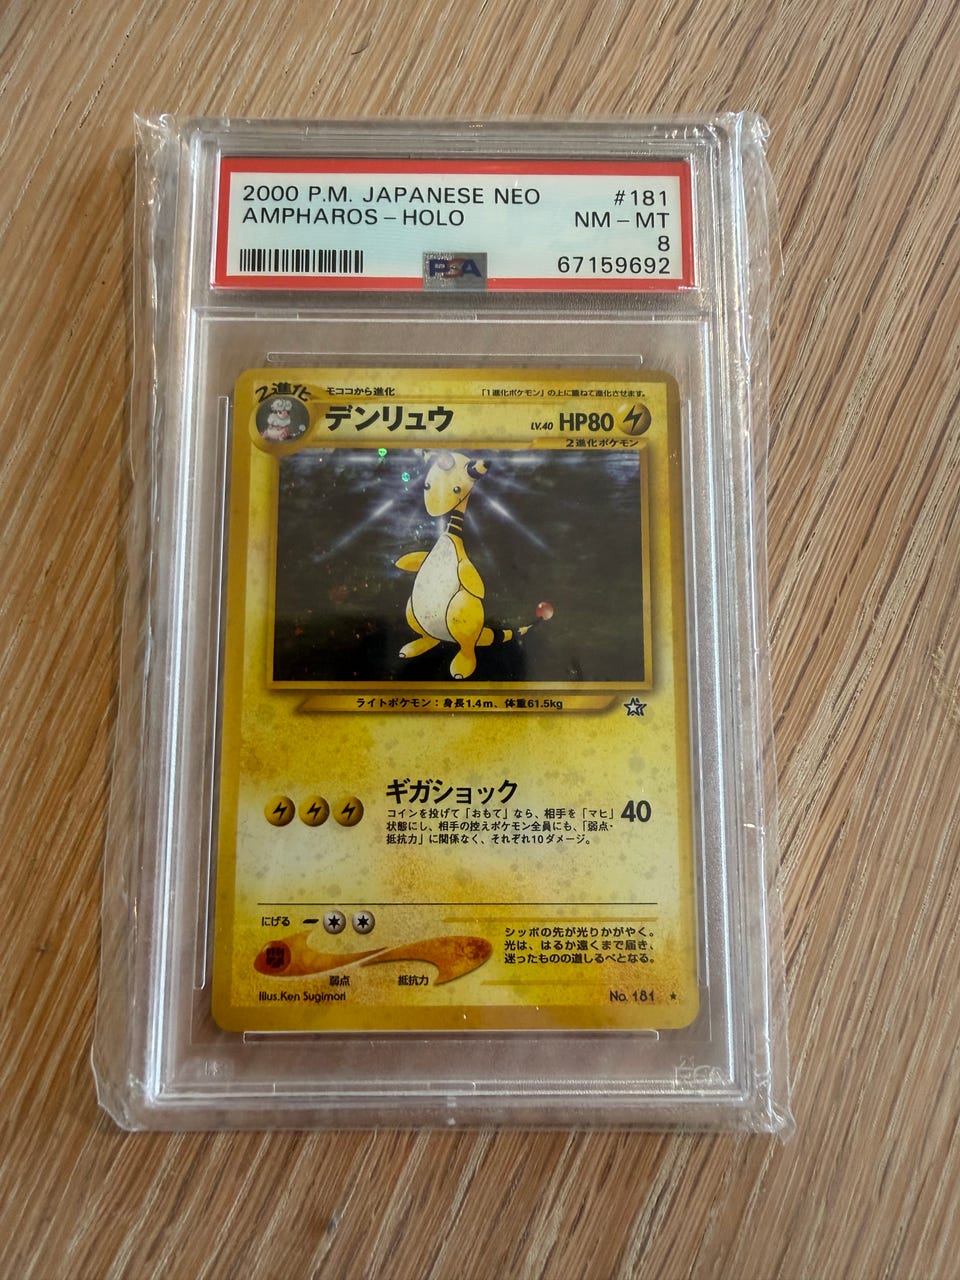 2000 P.M. JAPANESE NEO #181
AMPHAROS - HOLO NM - MT
8
67159692
PSA
2進化
モココから進化
「1進化ポケモン」の上に重ねて進化させます。
デンリュウ LV.40 HP80
2進化ポケモン
ライトポケモン：身長1.4m、体重61.5kg
ギガショック 40
コインを投げて「おもて」なら、相手を「マヒ」
状態にし、相手の控えポケモン全員にも、「弱点・
抵抗力」に関係なく、それぞれ10ダメージ。
にげる
弱点 抵抗力
シッポの先が光りかがやく。
光は、はるか遠くまで届き、
迷ったものの道しるべとなる。
Illus.Ken Sugimori
No. 181 ★